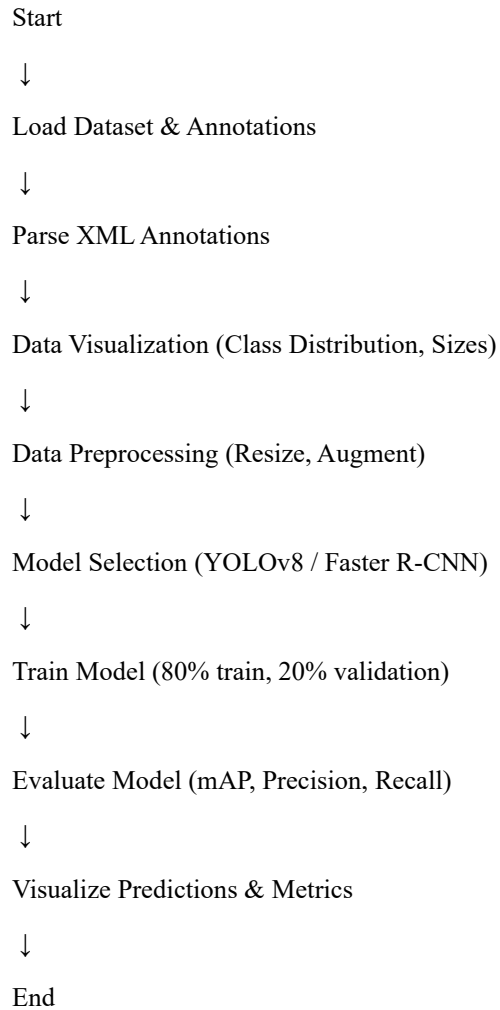 Start
↓
Load Dataset & Annotations
↓
Parse XML Annotations
↓
Data Visualization (Class Distribution, Sizes)
↓
Data Preprocessing (Resize, Augment)
↓
Model Selection (YOLOv8 / Faster R-CNN)
↓
Train Model (80% train, 20% validation)
↓
Evaluate Model (mAP, Precision, Recall)
↓
Visualize Predictions & Metrics
↓
End